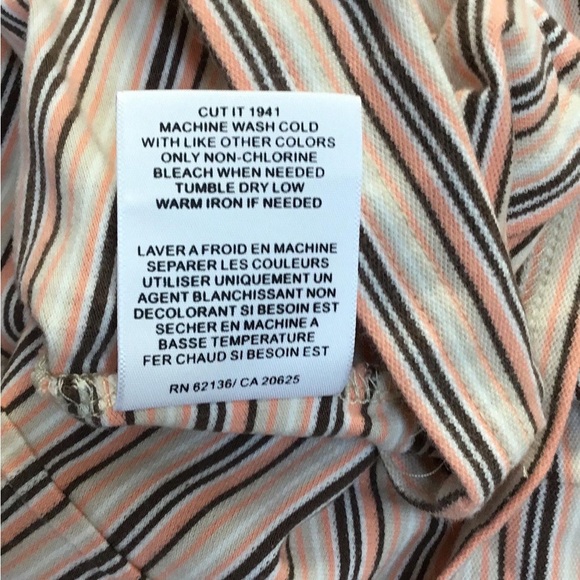 CUT IT 1941
MACHINE WASH COLD
WITH LIKE OTHER COLORS
ONLY NON-CHLORINE
BLEACH WHEN NEEDED
TUMBLE DRY LOW
WARM IRON IF NEEDED
LAVER A FROID EN MACHINE
SEPARER LES COULEURS
UTILISER UNIQUEMENT UN
AGENT BLANCHISSANT NON
DECOLORANT SI BESOIN EST
SECHER EN MACHINE A
BASSE TEMPERATURE
FER CHAUD SI BESOIN EST
RN 62136/ CA 20625